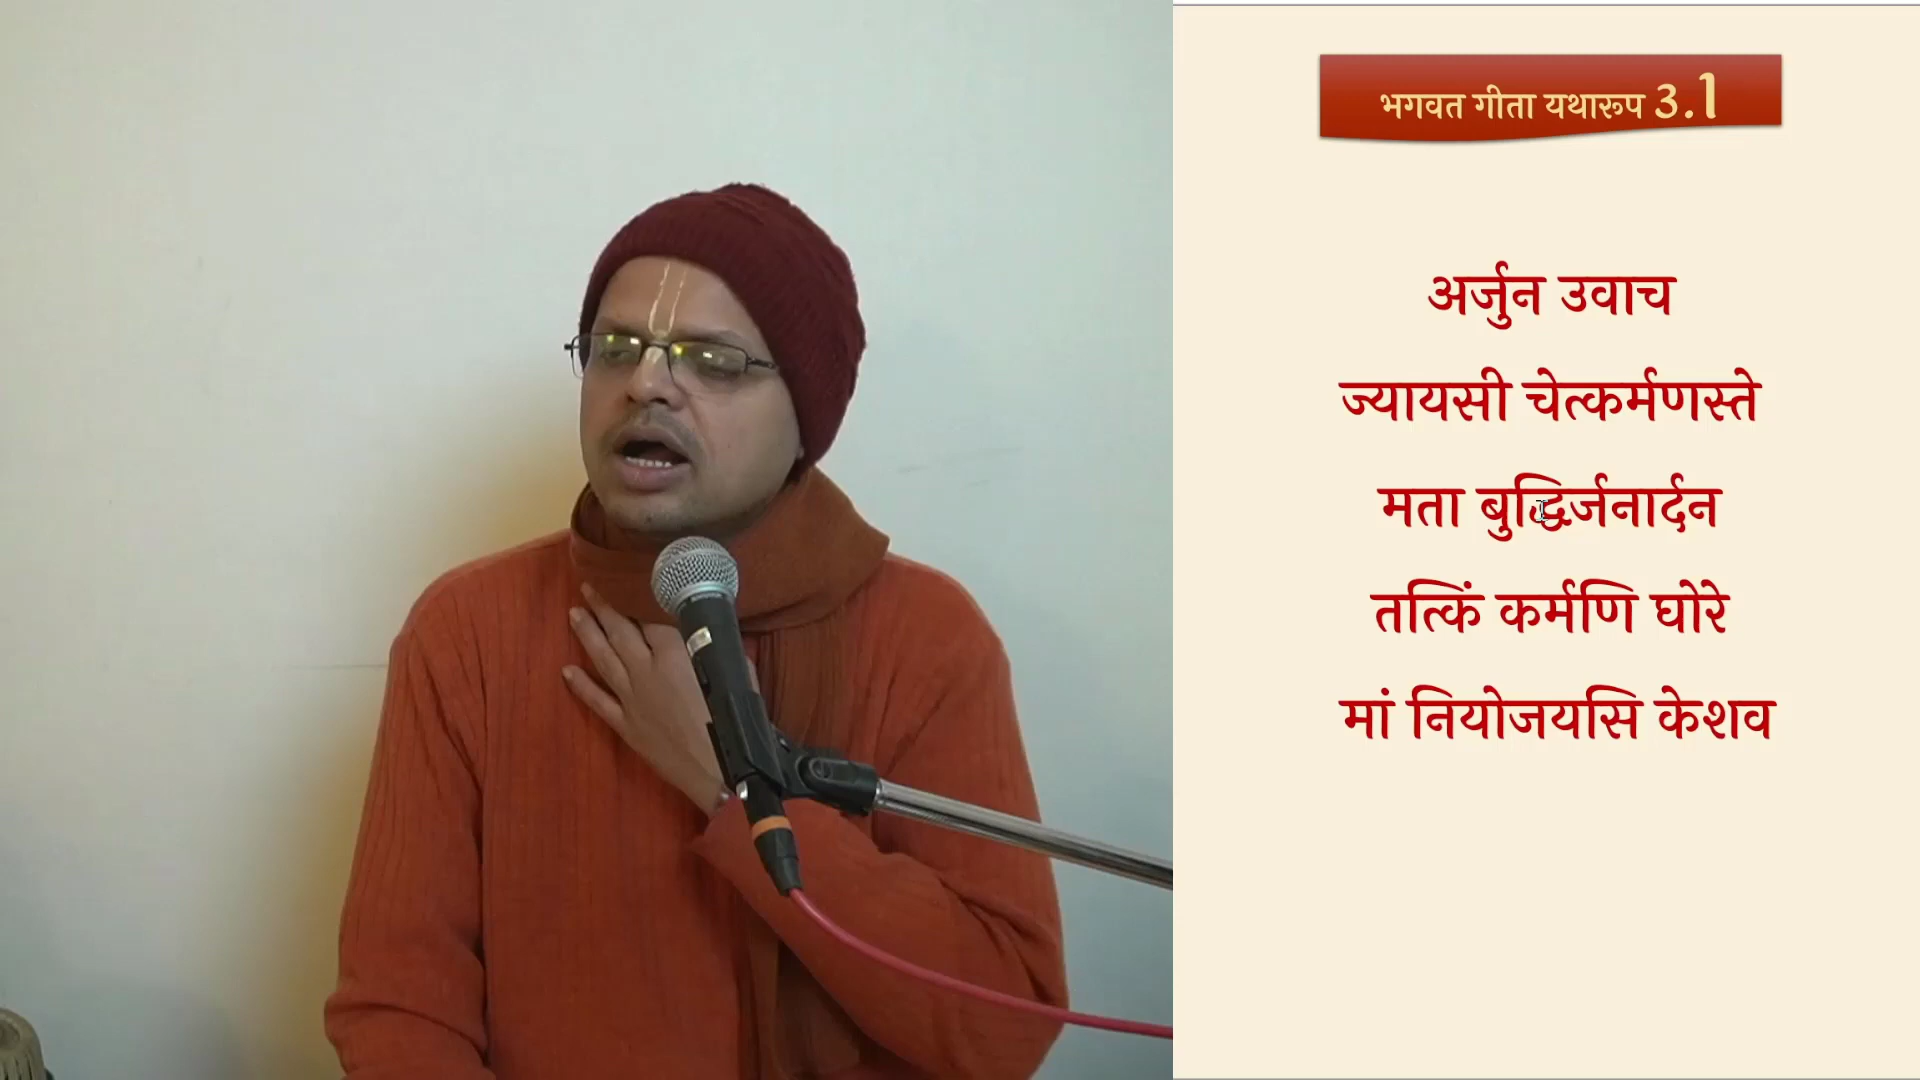 भगवत गीता यथारूप 3.1
अर्जुन उवाच
ज्यायसी चेत्कर्मणस्ते
मता बुद्धिर्जनार्दन
तत्किं कर्मणि घोरे
मां नियोजयसि केशव